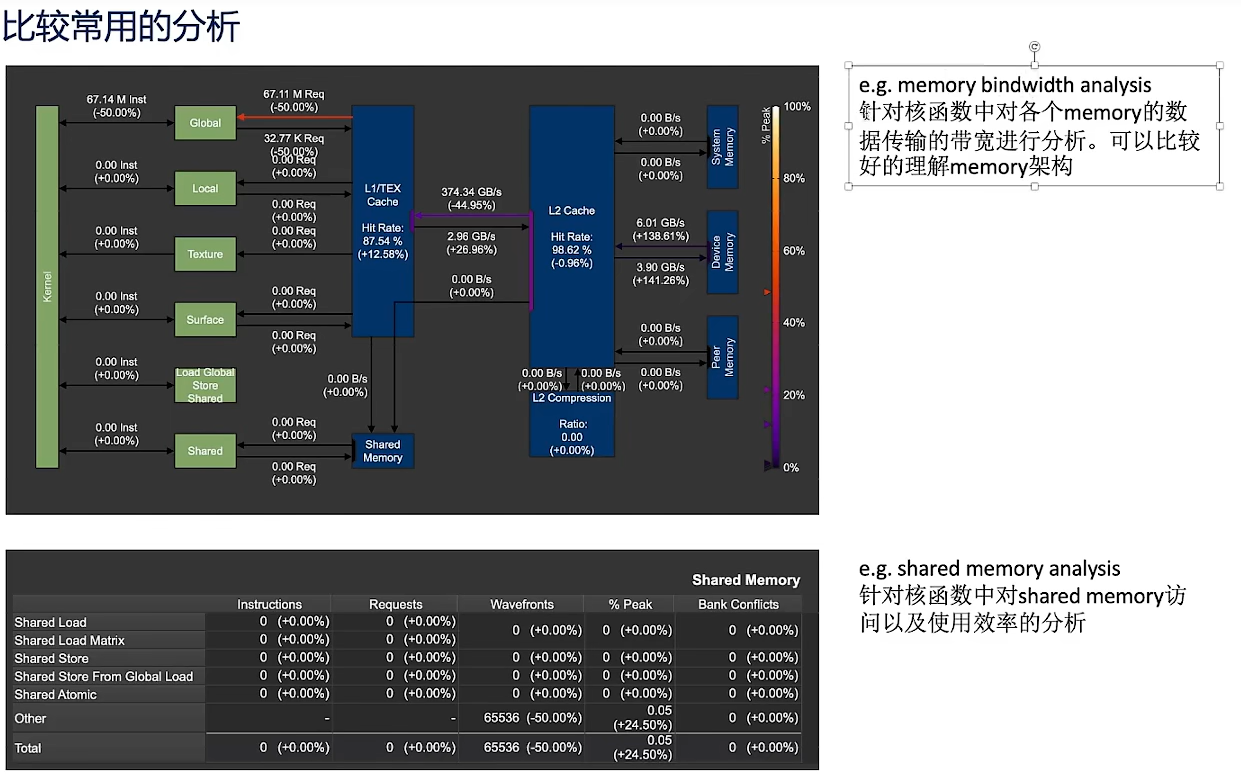 比较常用的分析
67.14 M Inst
(-50.00%)
Global
67.11 M Req
(-50.00%)
32.77 K Req
(-50.00%)
0.00 Inst
(+0.00%)
Local
0.00 Req
(+0.00%)
0.00 Req
(+0.00%)
0.00 Inst
(+0.00%)
Texture
0.00 Req
(+0.00%)
0.00 Inst
(+0.00%)
Surface
0.00 Req
(+0.00%)
0.00 Req
(+0.00%)
0.00 Inst
(+0.00%)
Load Global
Store
Shared
0.00 Inst
(+0.00%)
Shared
0.00 Req
(+0.00%)
0.00 Req
(+0.00%)
Kernel
L1/TEX
Cache
Hit Rate:
87.54 %
(+12.58%)
0.00 B/s
(+0.00%)
Shared
Memory
374.34 GB/s
(-44.95%)
2.96 GB/s
(+26.96%)
0.00 B/s
(+0.00%)
L2 Cache
Hit Rate:
98.62 %
(-0.96%)
0.00 B/s
(+0.00%)
0.00 B/s
(+0.00%)
L2 Compression
Ratio:
0.00
(+0.00%)
0.00 B/s
(+0.00%)
0.00 B/s
(+0.00%)
System
Memory
6.01 GB/s
(+138.61%)
3.90 GB/s
(+141.26%)
Device
Memory
0.00 B/s
(+0.00%)
0.00 B/s
(+0.00%)
Peer
Memory
% Peak
100%
80%
60%
40%
20%
0%
e.g. memory bindwidth analysis
针对核函数中对各个memory的数
据传输的带宽进行分析。可以比较
好的理解memory架构
Shared Memory
Instructions Requests Wavefronts % Peak Bank Conflicts
Shared Load 0 (+0.00%) 0 (+0.00%) 0 (+0.00%) 0 (+0.00%) 0 (+0.00%)
Shared Load Matrix 0 (+0.00%) 0 (+0.00%)
Shared Store 0 (+0.00%) 0 (+0.00%) 0 (+0.00%) 0 (+0.00%) 0 (+0.00%)
Shared Store From Global Load 0 (+0.00%) 0 (+0.00%) 0 (+0.00%) 0 (+0.00%) 0 (+0.00%)
Shared Atomic 0 (+0.00%) 0 (+0.00%) 0 (+0.00%) 0 (+0.00%) 0 (+0.00%)
Other - - 65536 (-50.00%) 0.05 (+24.50%) 0 (+0.00%)
Total 0 (+0.00%) 0 (+0.00%) 65536 (-50.00%) 0.05 (+24.50%) 0 (+0.00%)
e.g. shared memory analysis
针对核函数中对shared memory访
问以及使用效率的分析